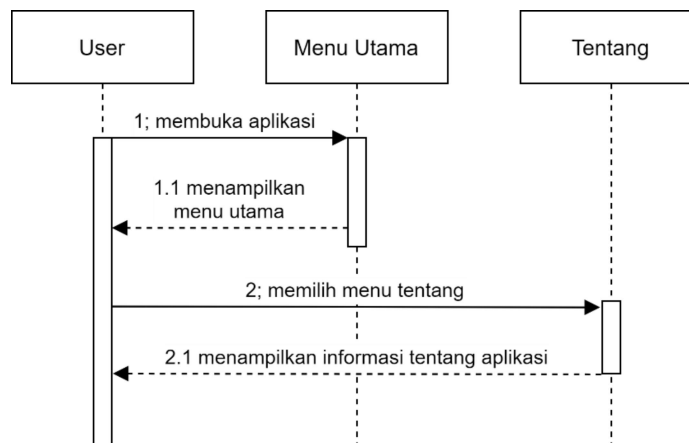 User
Menu Utama
Tentang
1; membuka aplikasi
1.1 menampilkan
menu utama
2; memilih menu tentang
2.1 menampilkan informasi tentang aplikasi